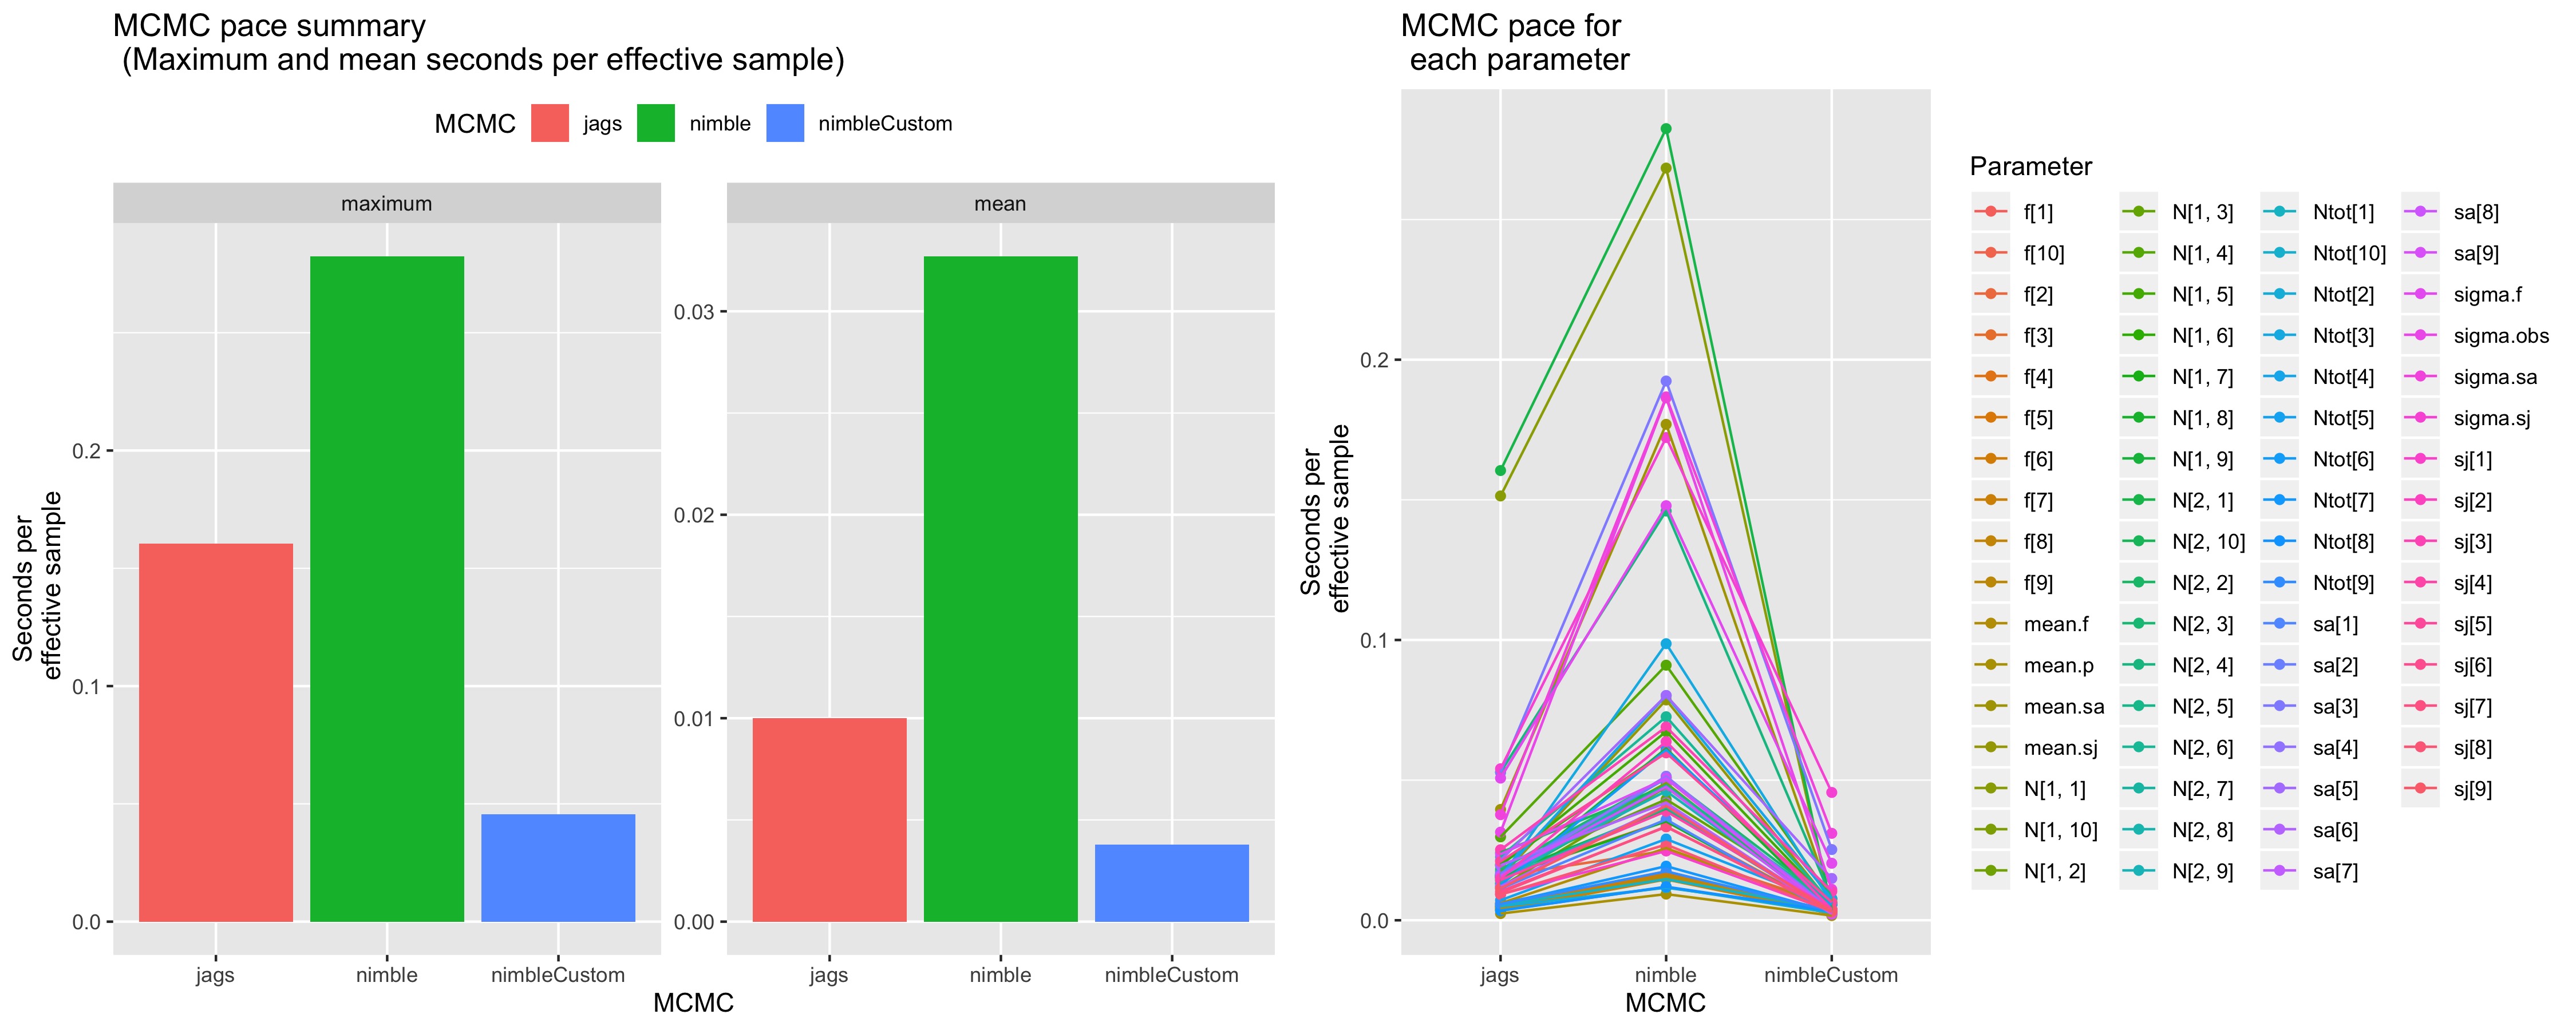 MCMC pace summary
(Maximum and mean seconds per effective sample)
MCMC jags nimble nimbleCustom
maximum
mean
Seconds per
effective sample
0.2
0.1
0.0
0.03
0.02
0.01
0.00
jags nimble nimbleCustom
jags nimble nimbleCustom
MCMC
MCMC pace for
each parameter
Seconds per
effective sample
0.2
0.1
0.0
jags nimble nimbleCustom
MCMC
Parameter
f[1]
f[10]
f[2]
f[3]
f[4]
f[5]
f[6]
f[7]
f[8]
f[9]
mean.f
mean.p
mean.sa
mean.sj
N[1, 1]
N[1, 10]
N[1, 2]
N[1, 3]
N[1, 4]
N[1, 5]
N[1, 6]
N[1, 7]
N[1, 8]
N[1, 9]
N[2, 1]
N[2, 10]
N[2, 2]
N[2, 3]
N[2, 4]
N[2, 5]
N[2, 6]
N[2, 7]
N[2, 8]
N[2, 9]
Ntot[1]
Ntot[10]
Ntot[2]
Ntot[3]
Ntot[4]
Ntot[5]
Ntot[6]
Ntot[7]
Ntot[8]
Ntot[9]
sa[1]
sa[2]
sa[3]
sa[4]
sa[5]
sa[6]
sa[7]
sa[8]
sa[9]
sigma.f
sigma.obs
sigma.sa
sigma.sj
sj[1]
sj[2]
sj[3]
sj[4]
sj[5]
sj[6]
sj[7]
sj[8]
sj[9]